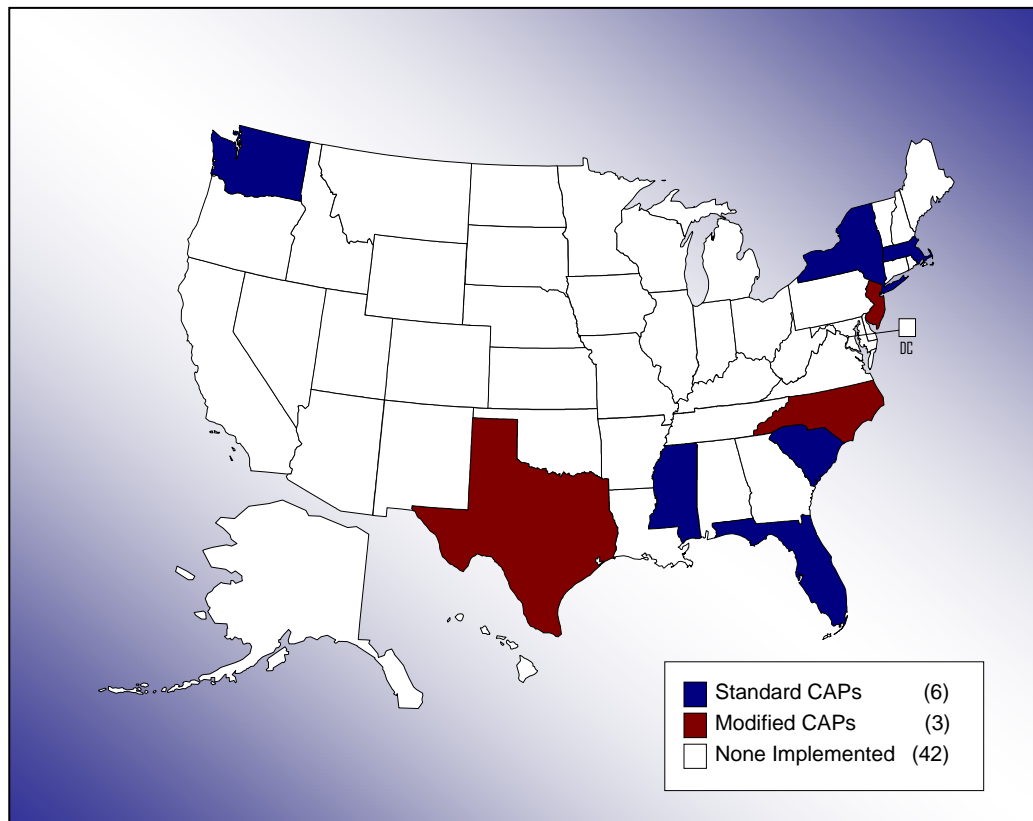 DC
Standard CAPs (6)
Modified CAPs (3)
None Implemented (42)